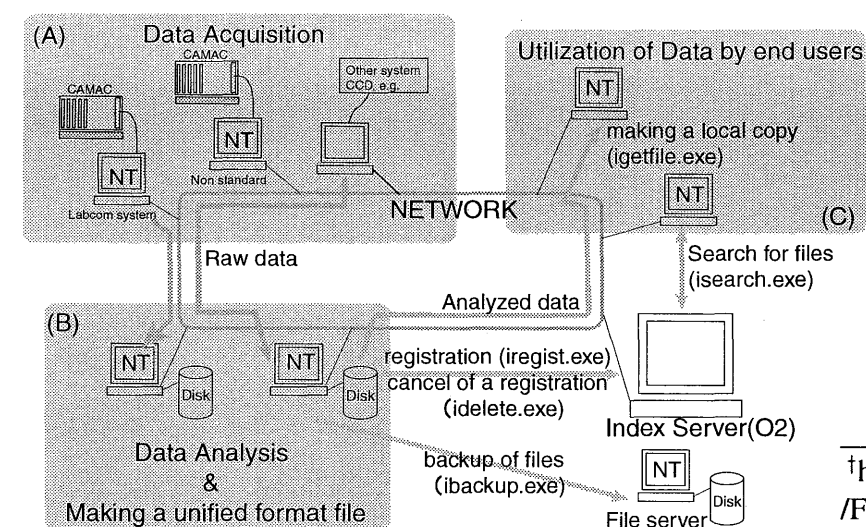 (A)
Data Acquisition
CAMAC
CAMAC
Other system
CCD, e.g.
NT
NT
Non standard
Labcom system
Utilization of Data by end users
NT
making a local copy
(igetfile.exe)
NT
(C)
NETWORK
Raw data
Search for files
(isearch.exe)
Analyzed data
(B)
NT
Disk
NT
Disk
registration (iregist.exe)
cancel of a registration
(idelete.exe)
Index Server(O2)
Data Analysis
&
Making a unified format file
backup of files
(ibackup.exe)
NT
Disk
File server
†h
/F